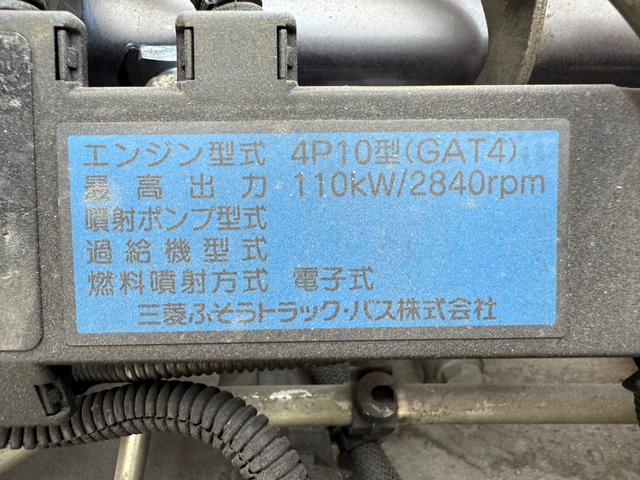 エンジン型式 4P10型(GAT4)
最高出力 110kW/2840rpm
噴射ポンプ型式
過給機型式
燃料噴射方式 電子式
三菱ふそうトラック・バス株式会社